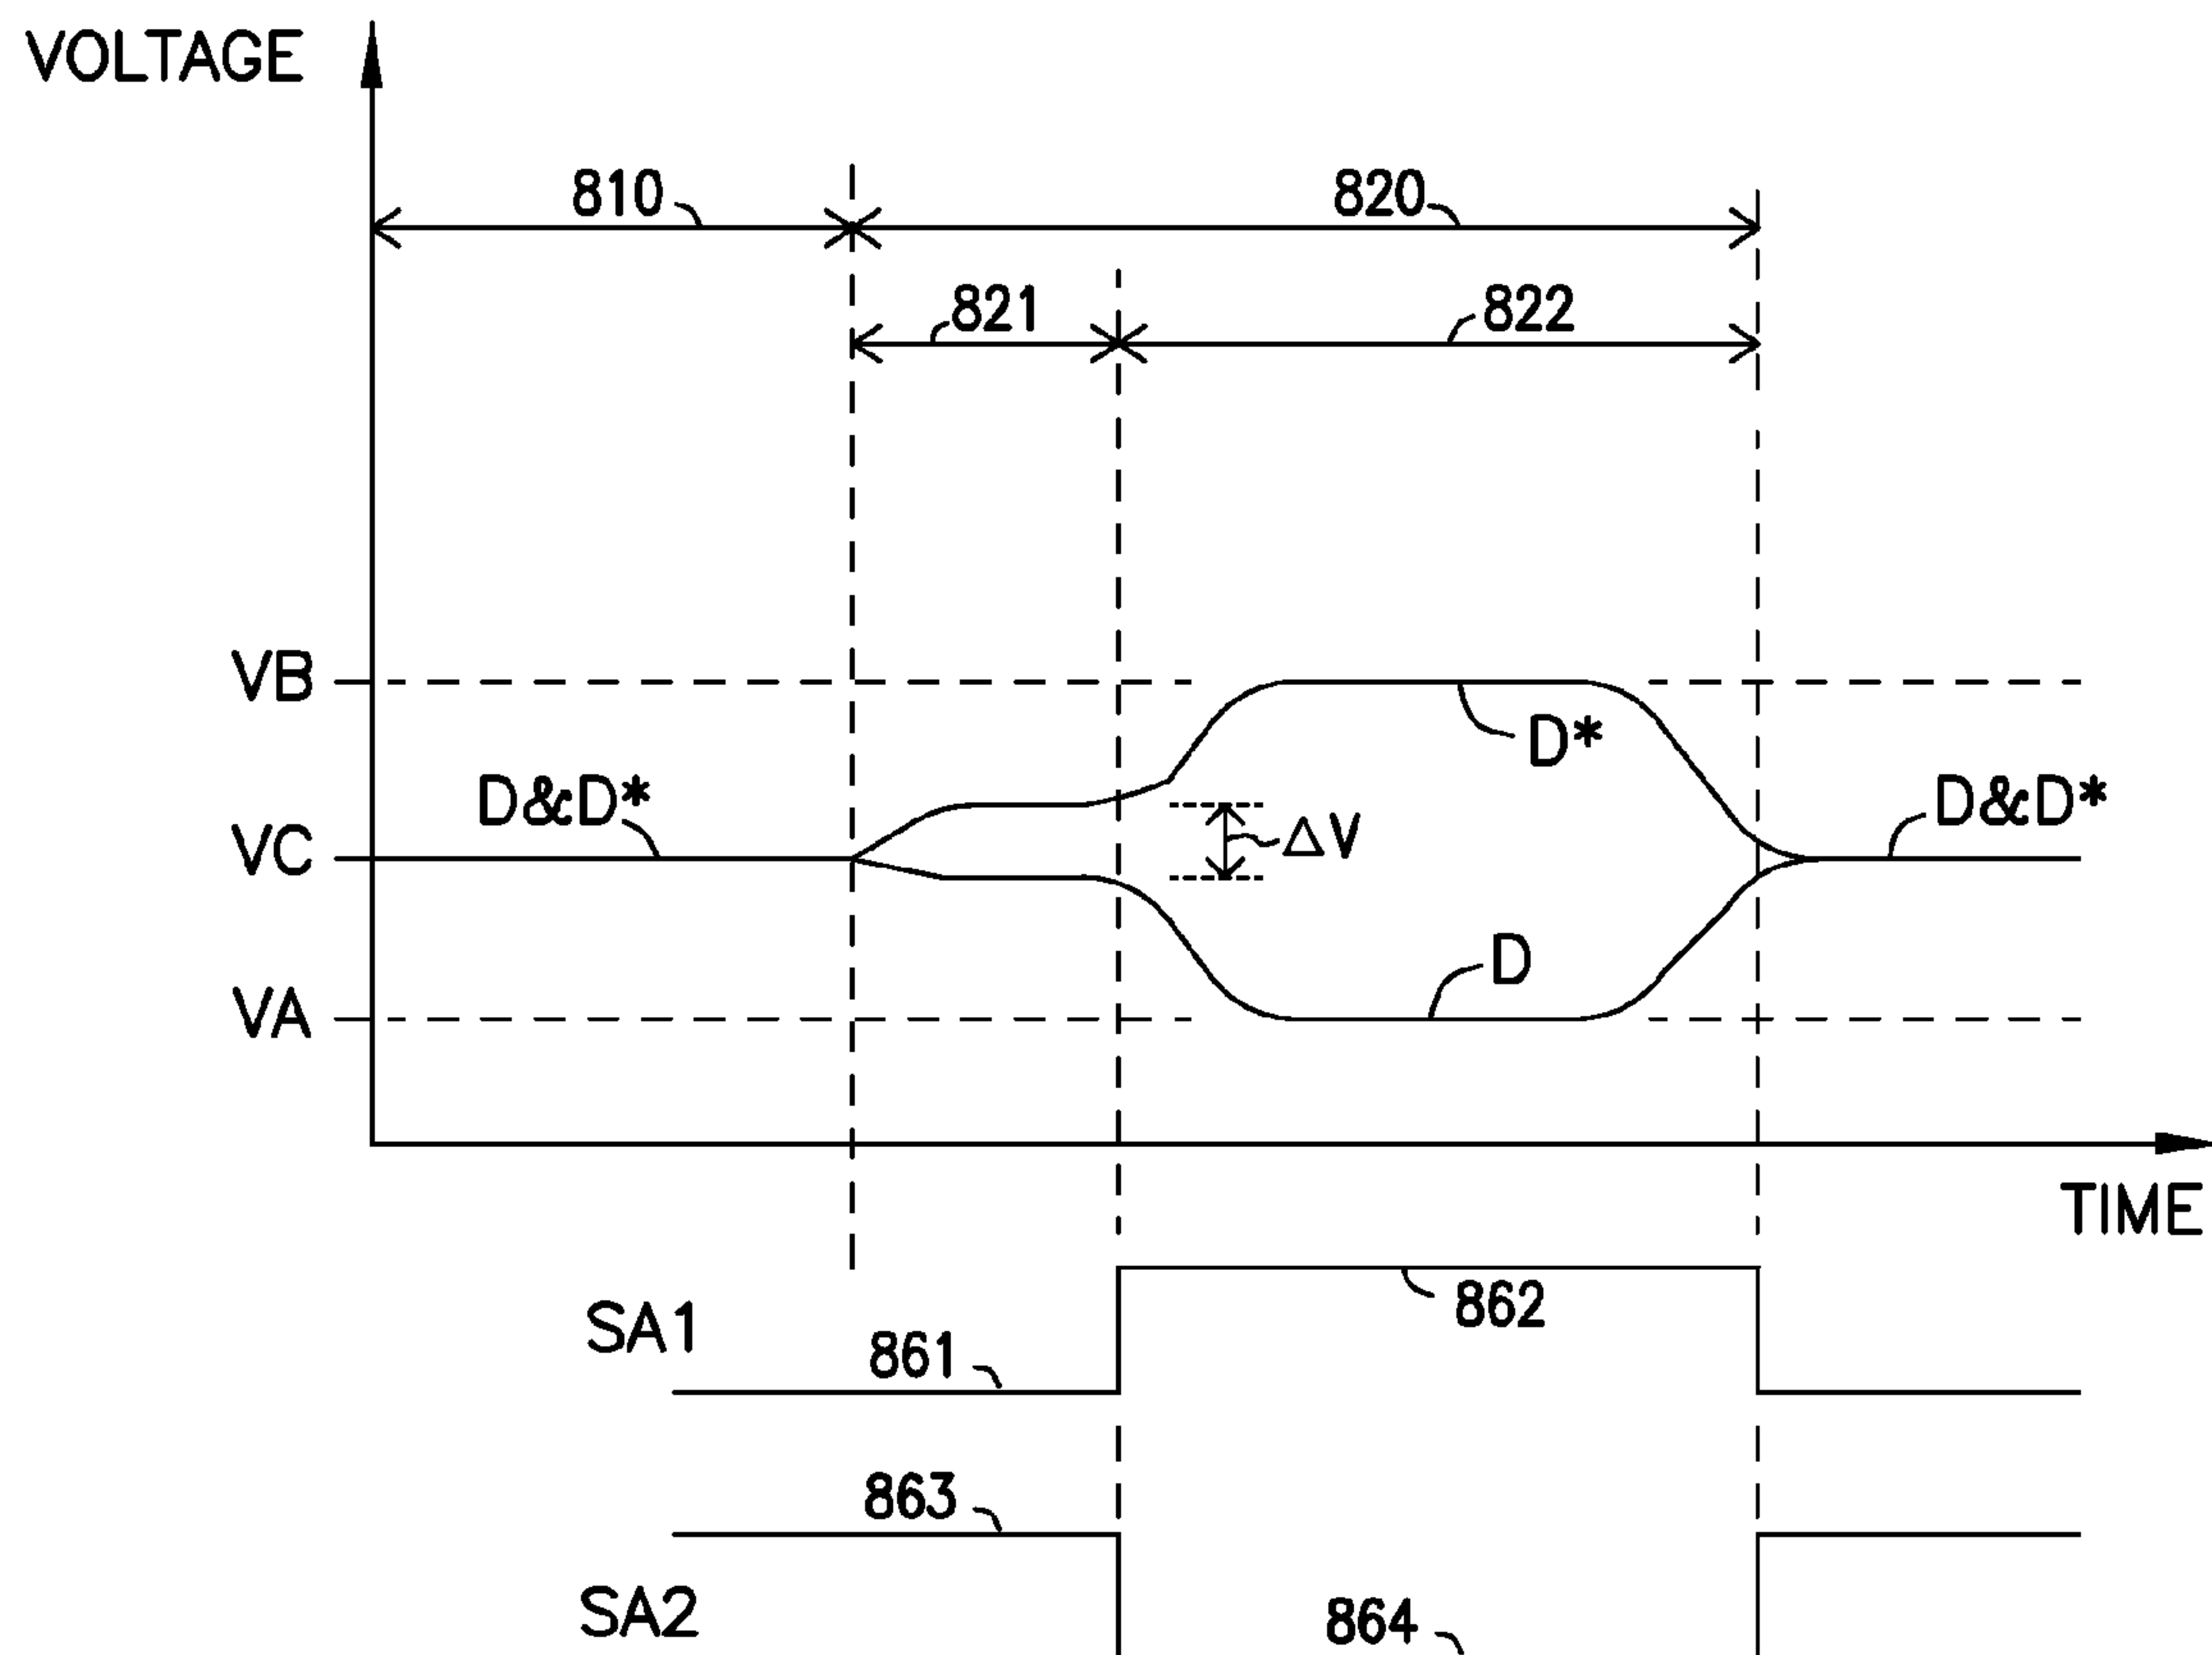 VOLTAGE
810
820
821
822
VB
D*
D&D*
D&D*
VC
ΔV
D
VA
TIME
SA1
861
862
863
SA2
864